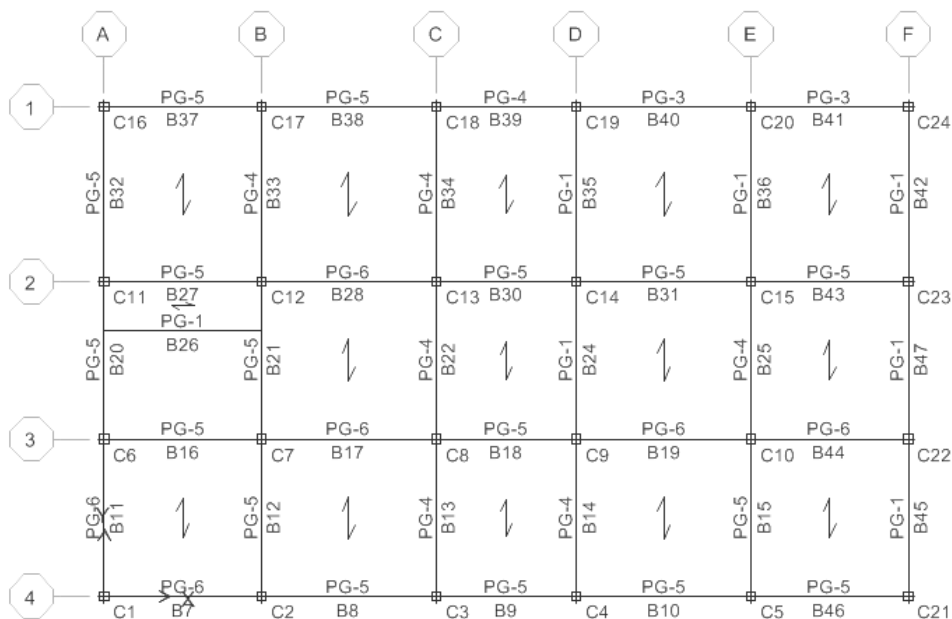 A B C D E F
1
PG-5 PG-5 PG-4 PG-3 PG-3
C16 B37 C17 B38 C18 B39 C19 B40 C20 B41 C24
PG-5 B32 PG-4 B33 PG-4 B34 PG-1 B35 PG-1 B36 PG-1 B42
2
PG-5 PG-6 PG-5 PG-5 PG-5
C11 B27 C12 B28 C13 B30 C14 B31 C15 B43 C23
PG-1
B26
PG-5 B20 PG-5 B21 PG-4 B22 PG-1 B24 PG-4 B25 PG-1 B47
3
PG-5 PG-6 PG-5 PG-6 PG-6
C6 B16 C7 B17 C8 B18 C9 B19 C10 B44 C22
PG-6 B11 PG-5 B12 PG-4 B13 PG-4 B14 PG-5 B15 PG-1 B45
4
PG-6 PG-5 PG-5 PG-5 PG-5
C1 B7 C2 B8 C3 B9 C4 B10 C5 B46 C21